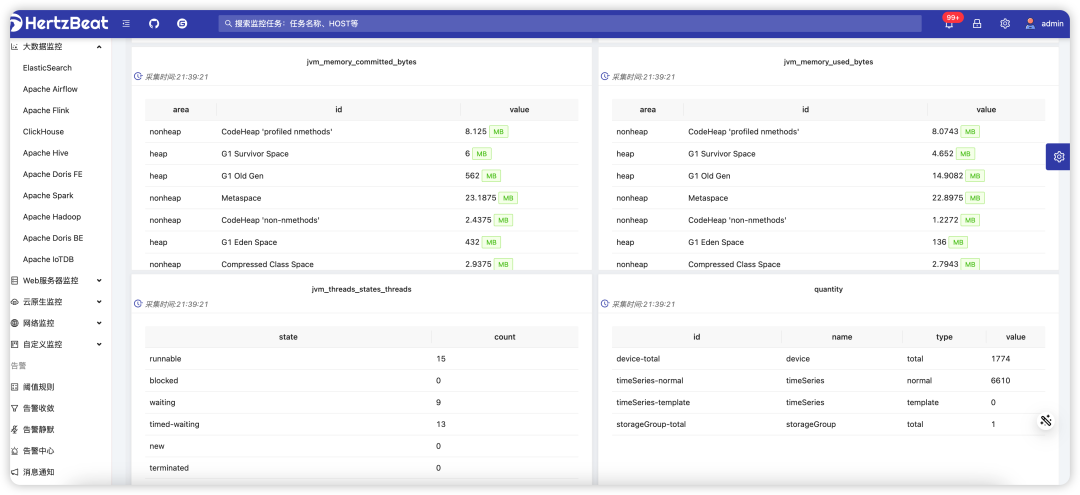 HertzBeat
搜索监控任务：任务名称、HOST等
99+
admin
大数据监控
ElasticSearch
Apache Airflow
Apache Flink
ClickHouse
Apache Hive
Apache Doris FE
Apache Spark
Apache Hadoop
Apache Doris BE
Apache IoTDB
Web服务器监控
云原生监控
网络监控
自定义监控
告警
阈值规则
告警收敛
告警静默
告警中心
消息通知
jvm_memory_committed_bytes
采集时间:21:39:21
area id value
nonheap CodeHeap 'profiled nmethods' 8.125 MB
heap G1 Survivor Space 6 MB
heap G1 Old Gen 562 MB
nonheap Metaspace 23.1875 MB
nonheap CodeHeap 'non-nmethods' 2.4375 MB
heap G1 Eden Space 432 MB
nonheap Compressed Class Space 2.9375 MB
jvm_memory_used_bytes
采集时间:21:39:21
area id value
nonheap CodeHeap 'profiled nmethods' 8.0743 MB
heap G1 Survivor Space 4.652 MB
heap G1 Old Gen 14.9082 MB
nonheap Metaspace 22.8975 MB
nonheap CodeHeap 'non-nmethods' 1.2272 MB
heap G1 Eden Space 136 MB
nonheap Compressed Class Space 2.7943 MB
jvm_threads_states_threads
采集时间:21:39:21
state count
runnable 15
blocked 0
waiting 9
timed-waiting 13
new 0
terminated 0
quantity
采集时间:21:39:21
id name type value
device-total device total 1774
timeSeries-normal timeSeries normal 6610
timeSeries-template timeSeries template 0
storageGroup-total storageGroup total 1